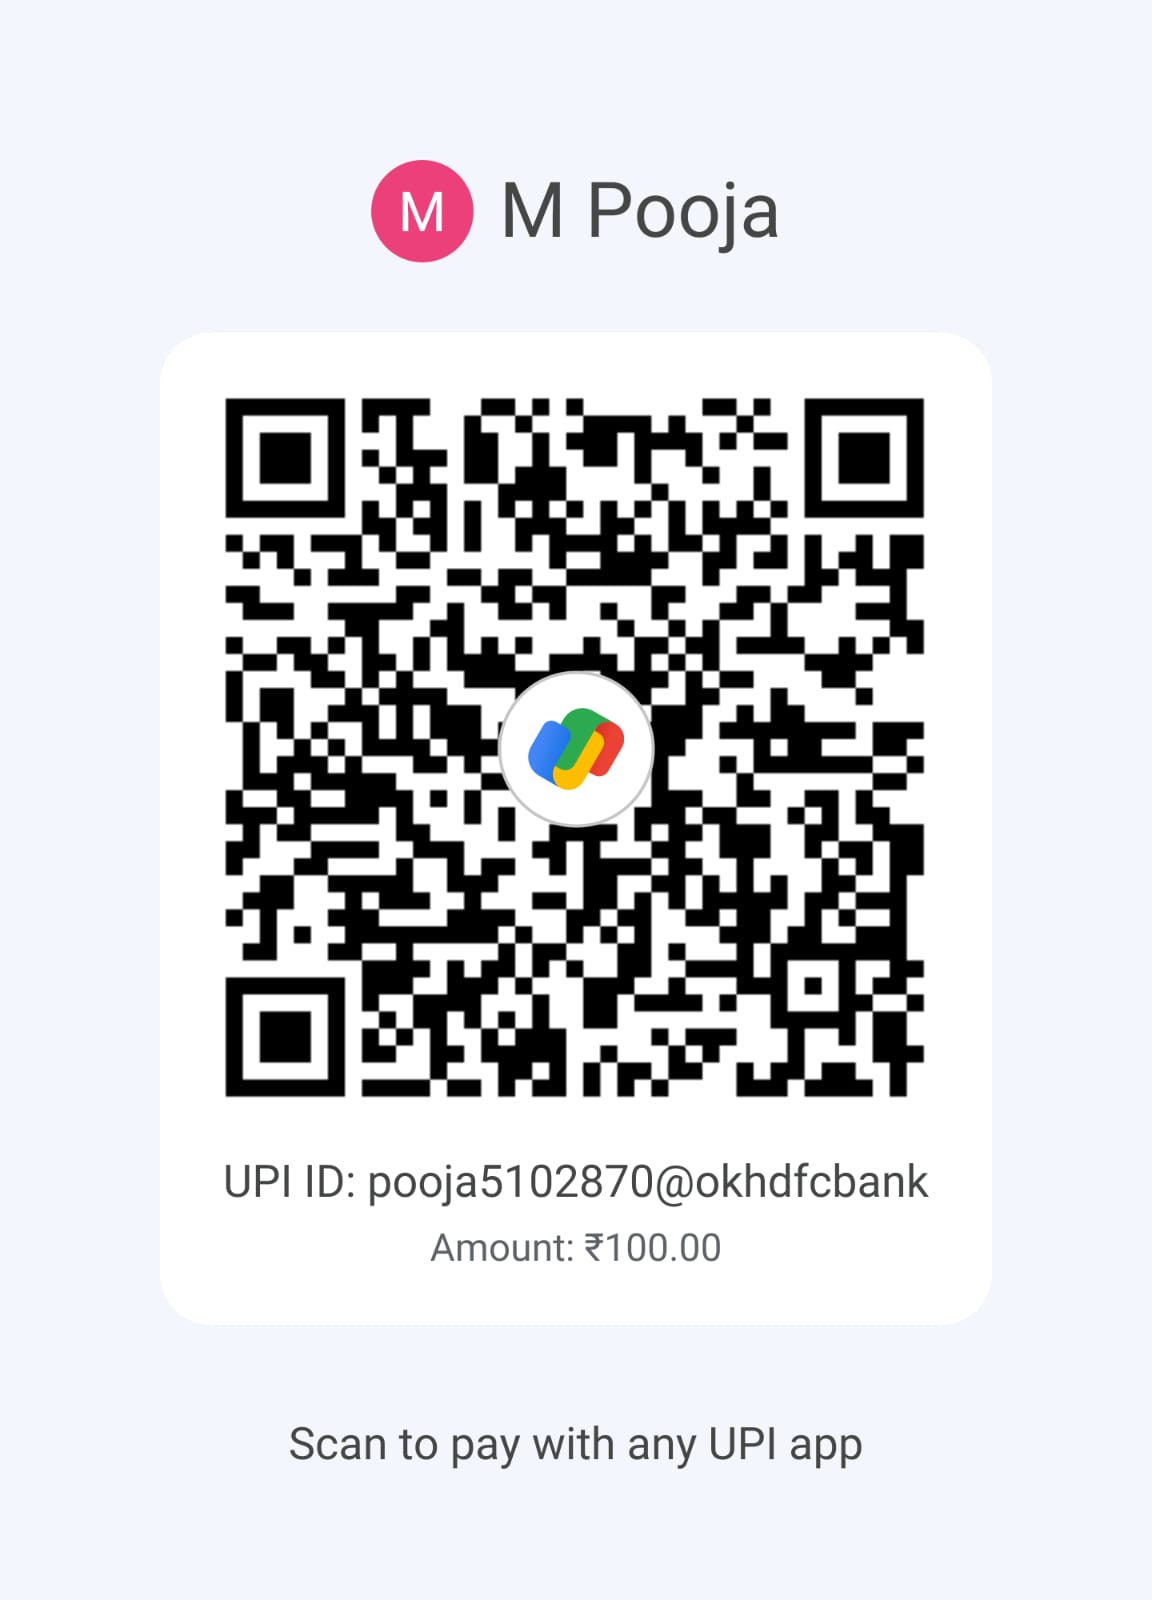 M
M Pooja
UPI ID: pooja5102870@okhdfcbank
Amount: ₹100.00
Scan to pay with any UPI app